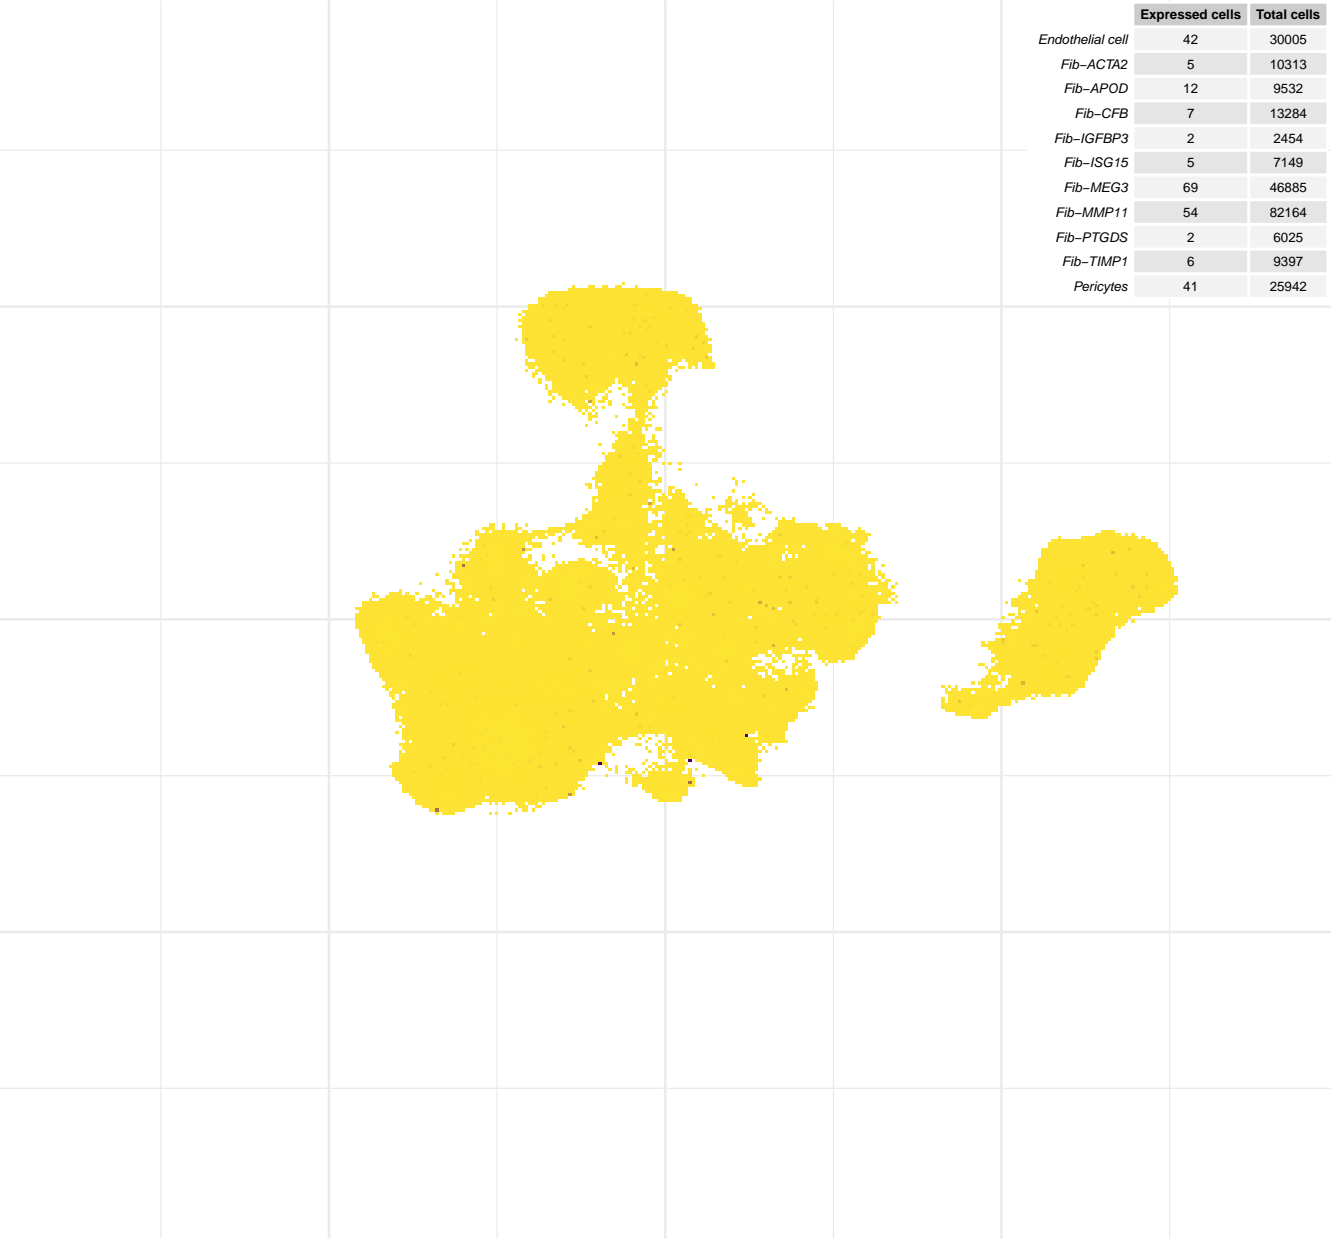 Expressed cells Total cells
Endothelial cell 42 30005
Fib−ACTA2 5 10313
Fib−APOD 12 9532
Fib−CFB 7 13284
Fib−IGFBP3 2 2454
Fib−ISG15 5 7149
Fib−MEG3 69 46885
Fib−MMP11 54 82164
Fib−PTGDS 2 6025
Fib−TIMP1 6 9397
Pericytes 41 25942